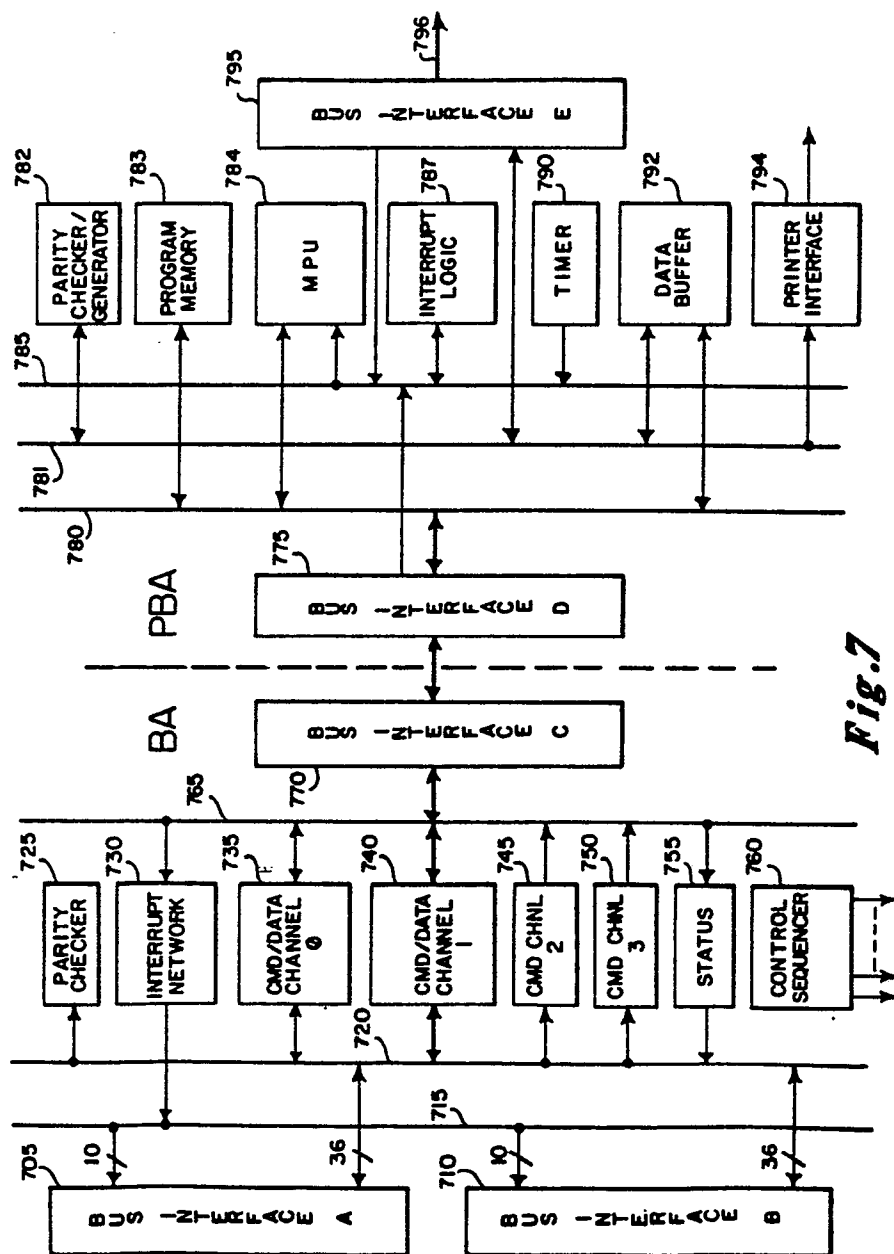 705
BUS INTERFACE A
10
36
710
BUS INTERFACE B
10
36
715
720
725
PARITY
CHECKER
730
INTERRUPT
NETWORK
735
CMD/DATA
CHANNEL
0
740
CMD/DATA
CHANNEL
1
745
CMD CHNL
2
750
CMD CHNL
3
755
STATUS
760
CONTROL
SEQUENCER
765
BA
770
BUS INTERFACE C
PBA
775
BUS INTERFACE D
780
781
785
782
PARITY
CHECKER/
GENERATOR
783
PROGRAM
MEMORY
784
MPU
787
INTERRUPT
LOGIC
790
TIMER
792
DATA
BUFFER
794
PRINTER
INTERFACE
795
BUS INTERFACE E
796
Fig. 7